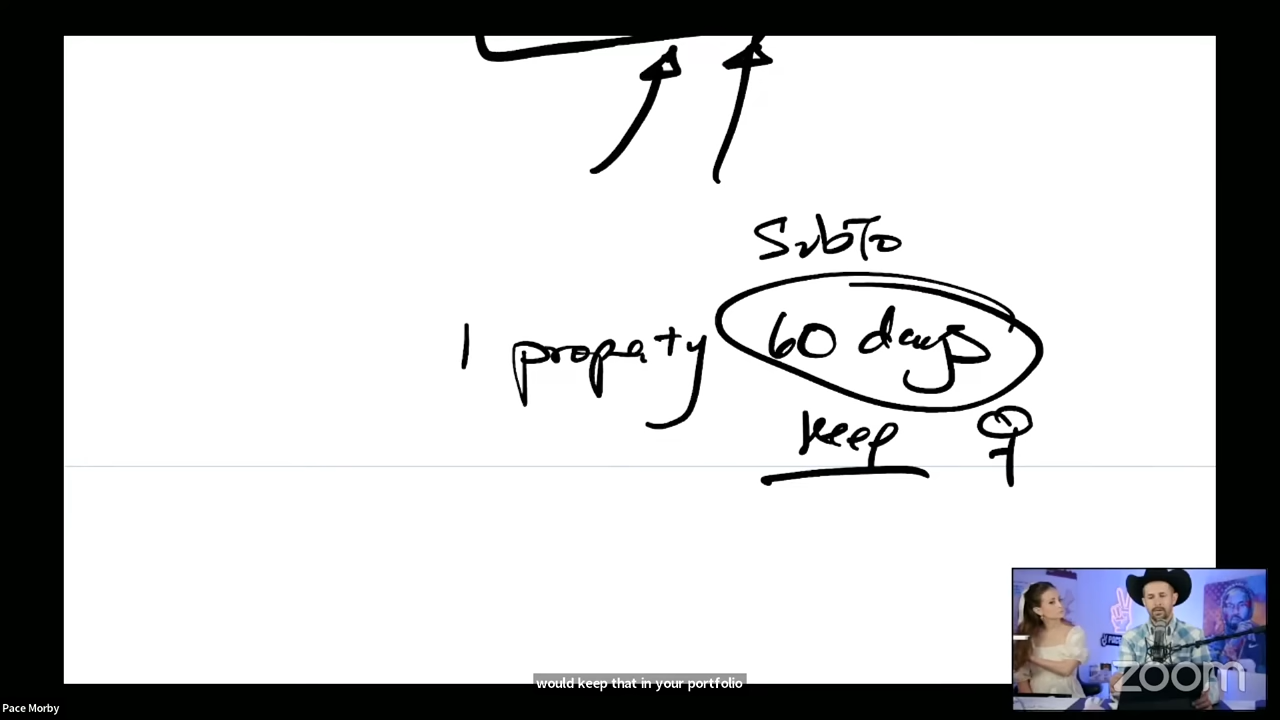 SubTo
1 property 60 days
keep
would keep that in your portfolio
zoom
Pace Morby